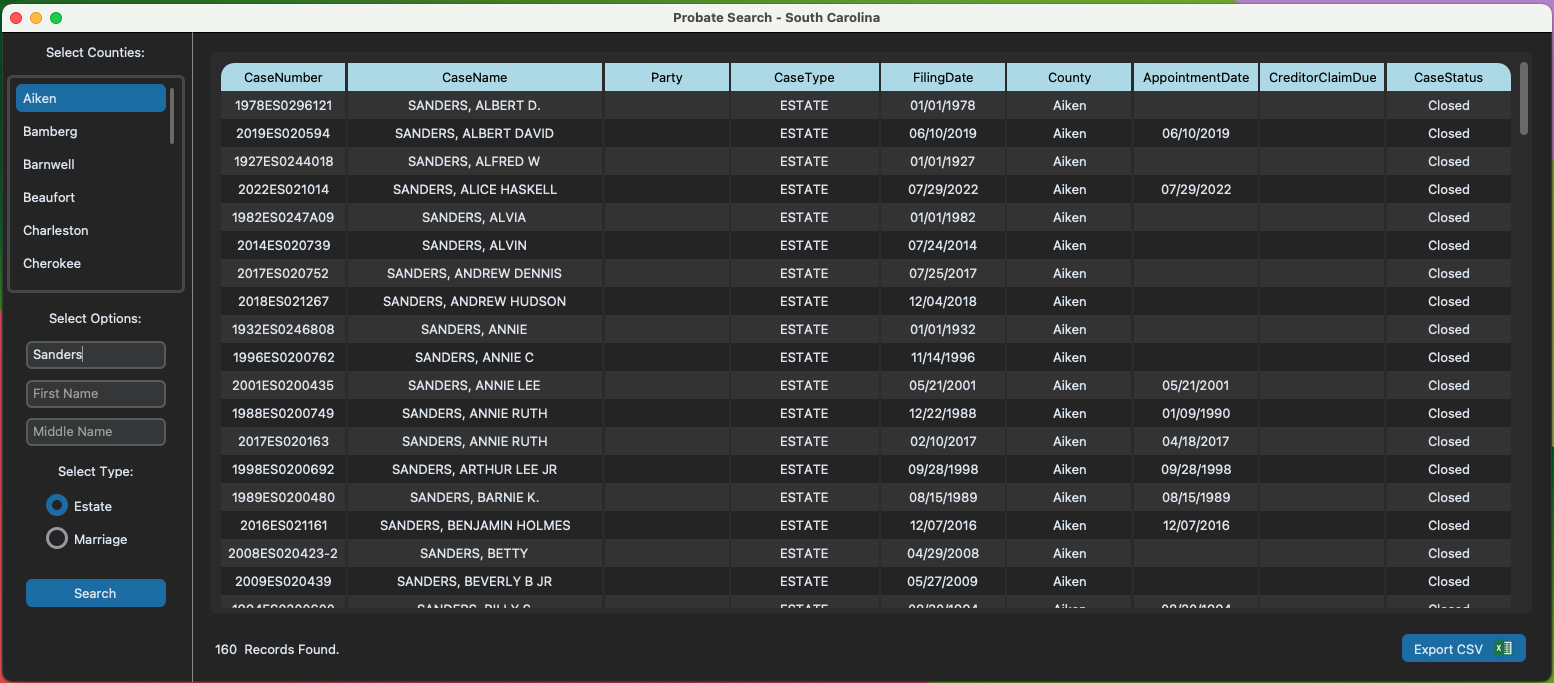 Probate Search - South Carolina
Select Counties:
Aiken
Bamberg
Barnwell
Beaufort
Charleston
Cherokee
Select Options:
Sanders
First Name
Middle Name
Select Type:
Estate
Marriage
Search
CaseNumber CaseName Party CaseType FilingDate County AppointmentDate CreditorClaimDue CaseStatus
1978ES0296121 SANDERS, ALBERT D. ESTATE 01/01/1978 Aiken Closed
2019ES020594 SANDERS, ALBERT DAVID ESTATE 06/10/2019 Aiken 06/10/2019 Closed
1927ES0244018 SANDERS, ALFRED W ESTATE 01/01/1927 Aiken Closed
2022ES021014 SANDERS, ALICE HASKELL ESTATE 07/29/2022 Aiken 07/29/2022 Closed
1982ES0247A09 SANDERS, ALVIA ESTATE 01/01/1982 Aiken Closed
2014ES020739 SANDERS, ALVIN ESTATE 07/24/2014 Aiken Closed
2017ES020752 SANDERS, ANDREW DENNIS ESTATE 07/25/2017 Aiken Closed
2018ES021267 SANDERS, ANDREW HUDSON ESTATE 12/04/2018 Aiken Closed
1932ES0246808 SANDERS, ANNIE ESTATE 01/01/1932 Aiken Closed
1996ES0200762 SANDERS, ANNIE C ESTATE 11/14/1996 Aiken Closed
2001ES0200435 SANDERS, ANNIE LEE ESTATE 05/21/2001 Aiken 05/21/2001 Closed
1988ES0200749 SANDERS, ANNIE RUTH ESTATE 12/22/1988 Aiken 01/09/1990 Closed
2017ES020163 SANDERS, ANNIE RUTH ESTATE 02/10/2017 Aiken 04/18/2017 Closed
1998ES0200692 SANDERS, ARTHUR LEE JR ESTATE 09/28/1998 Aiken 09/28/1998 Closed
1989ES0200480 SANDERS, BARNIE K. ESTATE 08/15/1989 Aiken 08/15/1989 Closed
2016ES021161 SANDERS, BENJAMIN HOLMES ESTATE 12/07/2016 Aiken 12/07/2016 Closed
2008ES020423-2 SANDERS, BETTY ESTATE 04/29/2008 Aiken Closed
2009ES020439 SANDERS, BEVERLY B JR ESTATE 05/27/2009 Aiken Closed
160 Records Found.
Export CSV